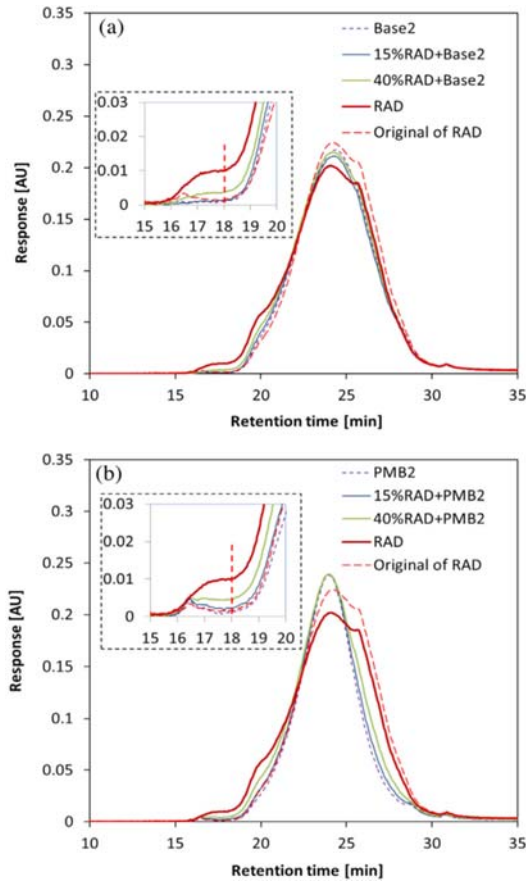 (a)
Base2
15%RAD+Base2
40%RAD+Base2
RAD
Original of RAD
0.35
0.3
0.25
0.2
0.15
0.1
0.05
0
Response [AU]
0.03
0.02
0.01
0
15 16 17 18 19 20
10 15 20 25 30 35
Retention time [min]
(b)
PMB2
15%RAD+PMB2
40%RAD+PMB2
RAD
Original of RAD
0.35
0.3
0.25
0.2
0.15
0.1
0.05
0
Response [AU]
0.03
0.02
0.01
0
15 16 17 18 19 20
10 15 20 25 30 35
Retention time [min]